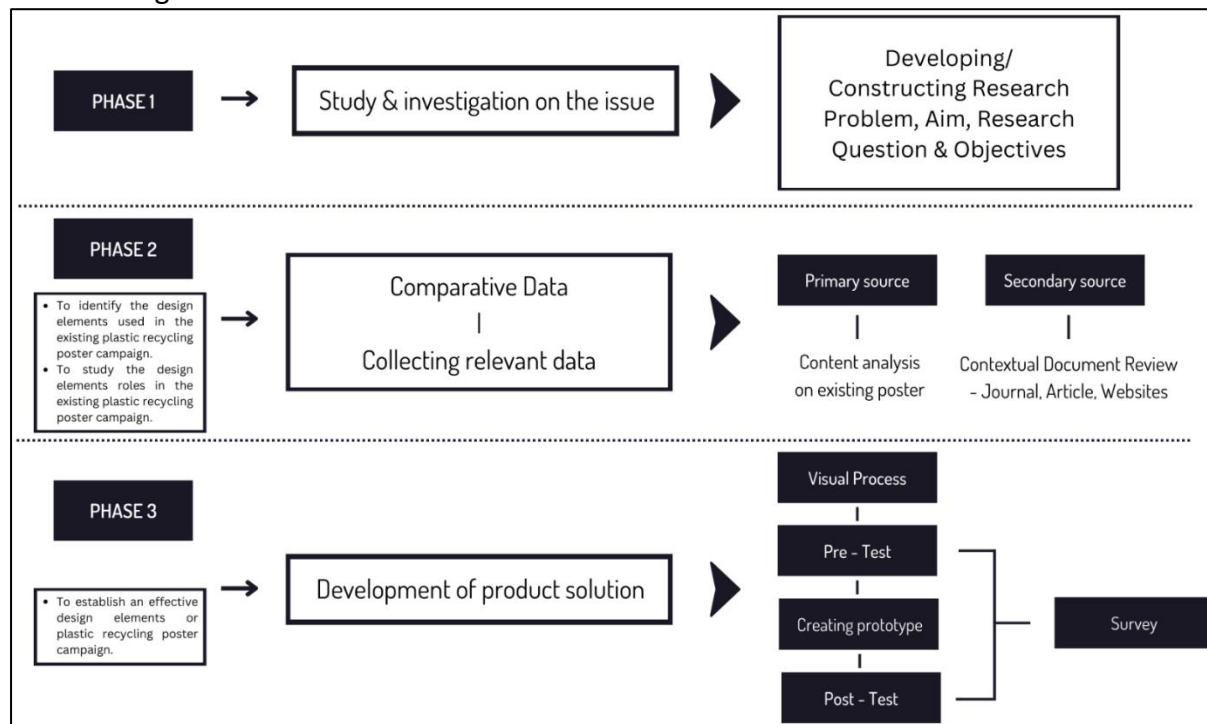 PHASE 1
Study & investigation on the issue
Developing/
Constructing Research
Problem, Aim, Research
Question & Objectives
PHASE 2
• To identify the design
elements used in the
existing plastic recycling
poster campaign.
• To study the design
elements roles in the
existing plastic recycling
poster campaign.
Comparative Data
Collecting relevant data
Primary source
Content analysis
on existing poster
Secondary source
Contextual Document Review
- Journal, Article, Websites
PHASE 3
• To establish an effective
design elements or
plastic recycling poster
campaign.
Development of product solution
Visual Process
Pre - Test
Creating prototype
Post - Test
Survey